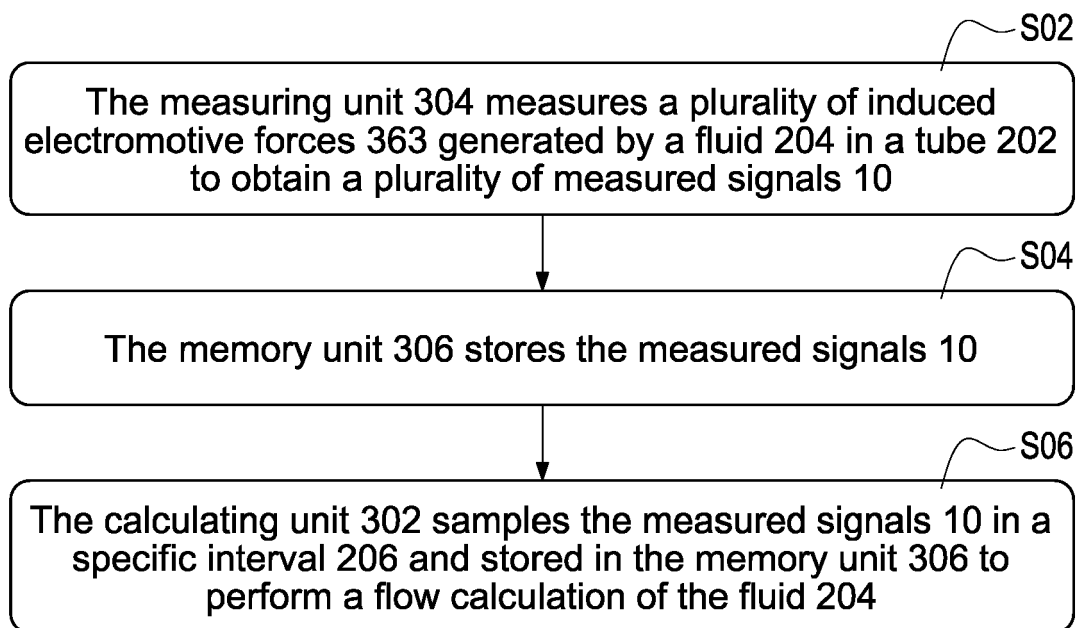 S02
The measuring unit 304 measures a plurality of induced
electromotive forces 363 generated by a fluid 204 in a tube 202
to obtain a plurality of measured signals 10
S04
The memory unit 306 stores the measured signals 10
S06
The calculating unit 302 samples the measured signals 10 in a
specific interval 206 and stored in the memory unit 306 to
perform a flow calculation of the fluid 204